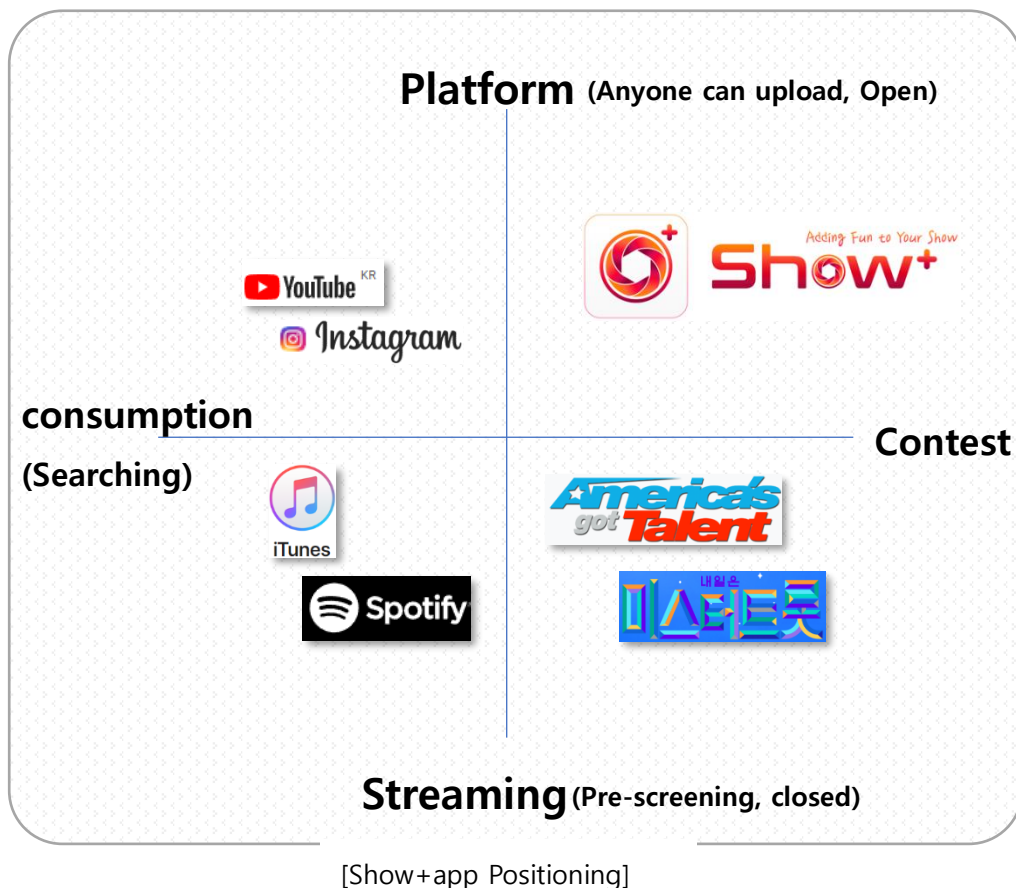 Platform (Anyone can upload, Open)
Adding Fun to Your Show
Show+
YouTube KR
Instagram
consumption
(Searching)
Contest
iTunes
America's
got Talent
Spotify
내일은
미스터트롯
Streaming (Pre-screening, closed)
[Show+app Positioning]